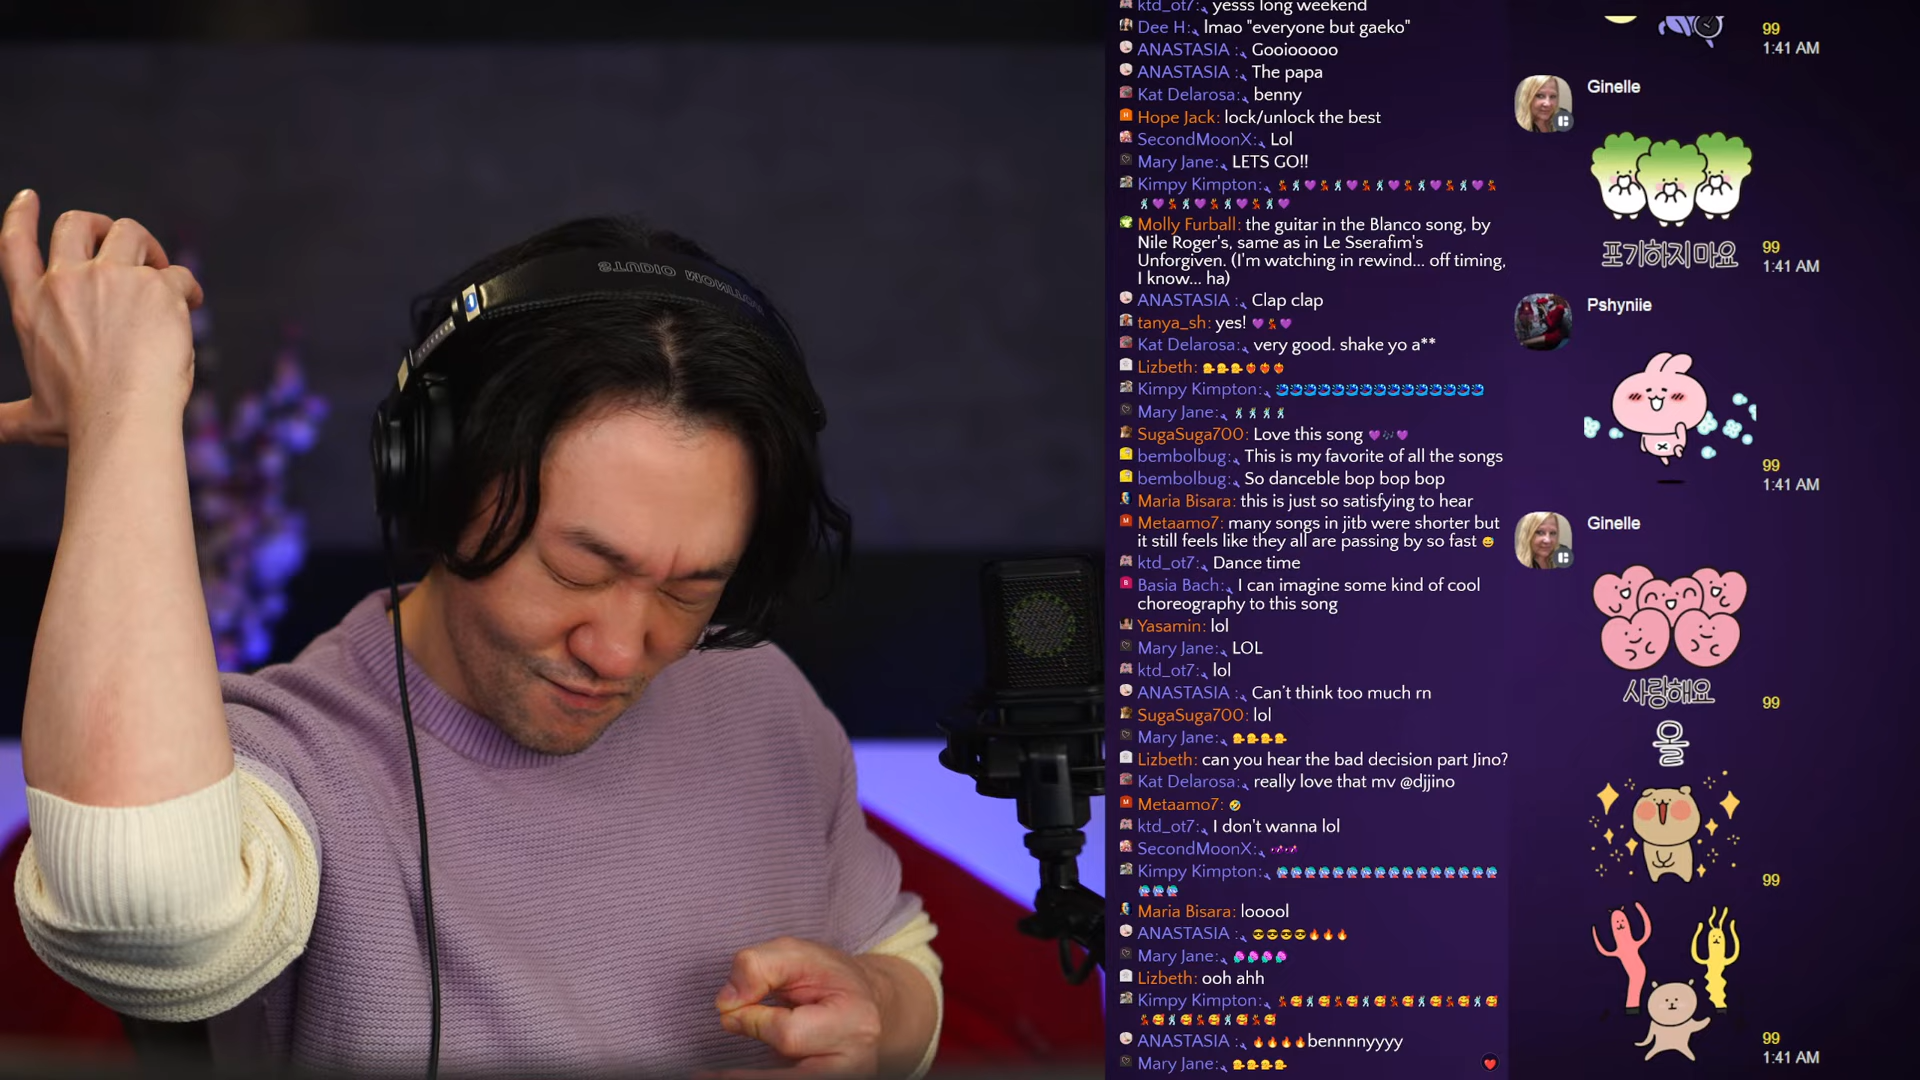 STUDIO MONITOR
ktd_ot7: yesss long weekend
Dee H: lmao "everyone but gaeko"
ANASTASIA : Gooiooooo
ANASTASIA : The papa
Kat Delarosa: benny
Hope Jack: lock/unlock the best
SecondMoonX: Lol
Mary Jane: LETS GO!!
Kimpy Kimpton:
Molly Furball: the guitar in the Blanco song, by
Nile Roger's, same as in Le Sserafim's
Unforgiven. (I'm watching in rewind... off timing,
I know... ha)
ANASTASIA : Clap clap
tanya_sh: yes!
Kat Delarosa: very good. shake yo a**
Lizbeth:
Kimpy Kimpton:
Mary Jane:
SugaSuga700: Love this song
bembolbug: This is my favorite of all the songs
bembolbug: So danceble bop bop bop
Maria Bisara: this is just so satisfying to hear
Metaamo7: many songs in jitb were shorter but
it still feels like they all are passing by so fast
ktd_ot7: Dance time
Basia Bach: I can imagine some kind of cool
choreography to this song
Yasamin: lol
Mary Jane: LOL
ktd_ot7: lol
ANASTASIA : Can't think too much rn
SugaSuga700: lol
Mary Jane:
Lizbeth: can you hear the bad decision part Jino?
Kat Delarosa: really love that mv @djjino
Metaamo7:
ktd_ot7: I don't wanna lol
SecondMoonX:
Kimpy Kimpton:
Maria Bisara: looool
ANASTASIA :
Mary Jane:
Lizbeth: ooh ahh
Kimpy Kimpton:
ANASTASIA : bennnnyyyy
Mary Jane:
99
1:41 AM
Ginelle
포기하지마요
99
1:41 AM
Pshyniie
99
1:41 AM
Ginelle
사랑해요
99
올
99
99
1:41 AM